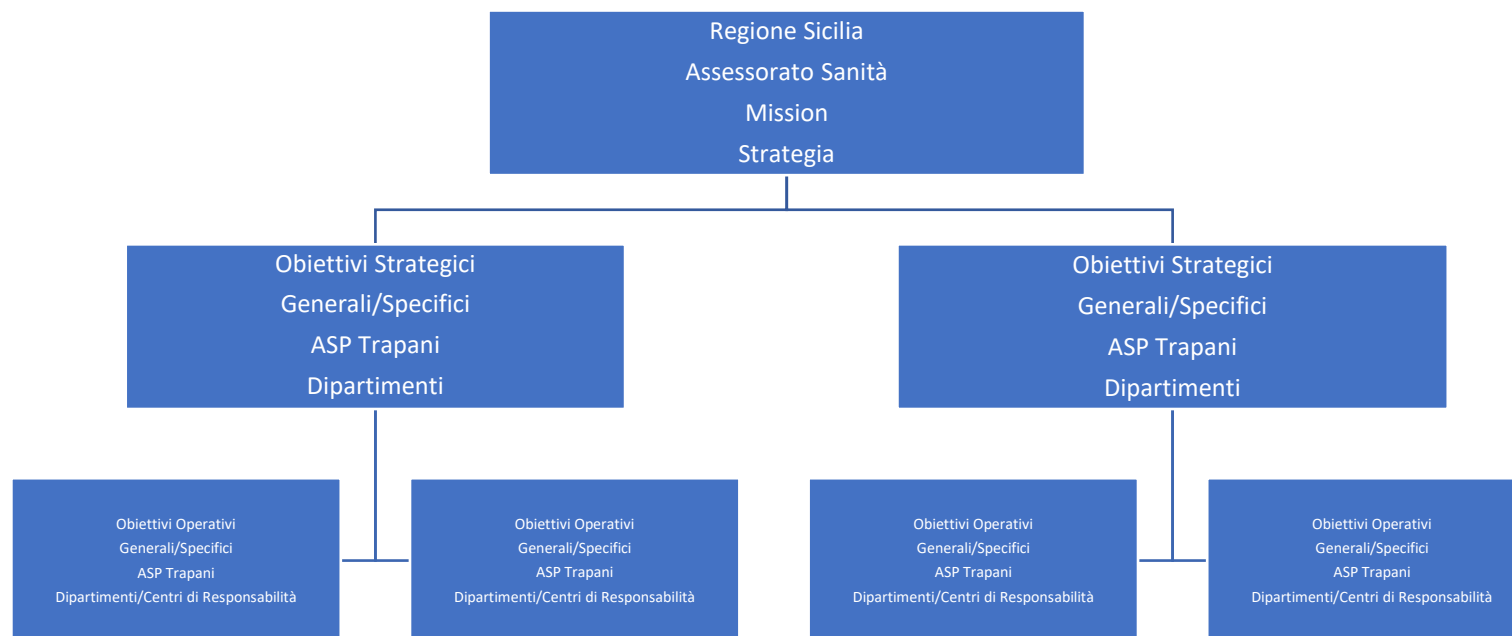 Regione Sicilia
Assessorato Sanità
Mission
Strategia
Obiettivi Strategici
Generali/Specifici
ASP Trapani
Dipartimenti
Obiettivi Strategici
Generali/Specifici
ASP Trapani
Dipartimenti
Obiettivi Operativi
Generali/Specifici
ASP Trapani
Dipartimenti/Centri di Responsabilità
Obiettivi Operativi
Generali/Specifici
ASP Trapani
Dipartimenti/Centri di Responsabilità
Obiettivi Operativi
Generali/Specifici
ASP Trapani
Dipartimenti/Centri di Responsabilità
Obiettivi Operativi
Generali/Specifici
ASP Trapani
Dipartimenti/Centri di Responsabilità